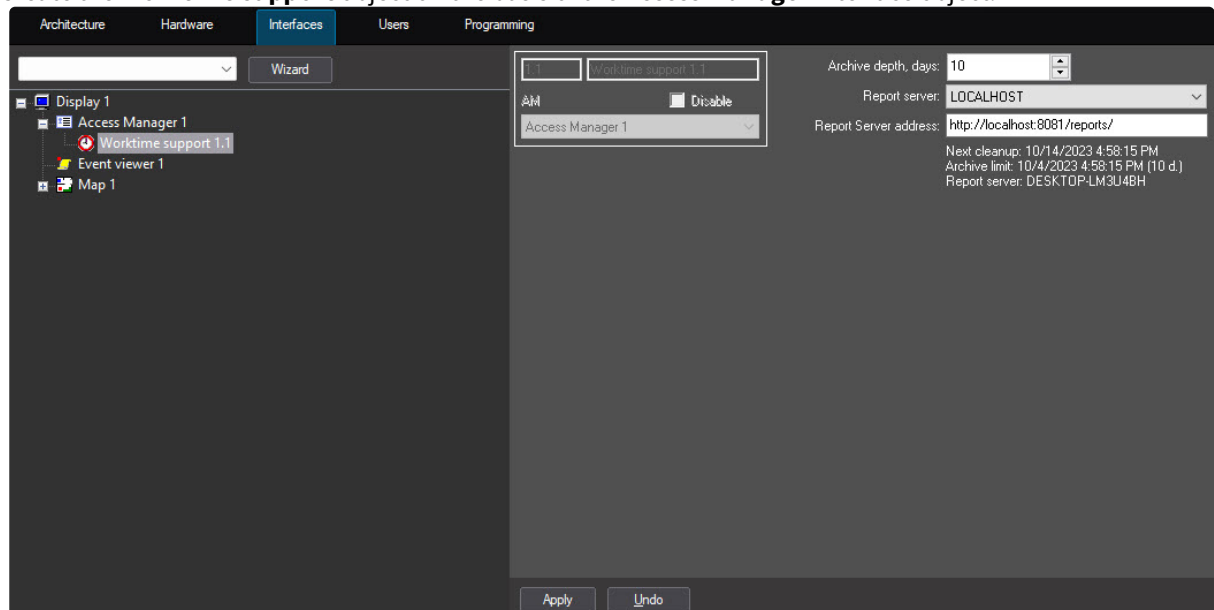 Architecture Hardware Interfaces Users Programming
Wizard
Display 1
Access Manager 1
Worktime support 1.1
Event viewer 1
Map 1
1.1 Worktime support 1.1
AM Disable
Access Manager 1
Archive depth, days: 10
Report server: LOCALHOST
Report Server address: http://localhost:8081/reports/
Next cleanup: 10/14/2023 4:58:15 PM
Archive limit: 10/4/2023 4:58:15 PM (10 d.)
Report server: DESKTOP-LM3U4BH
Apply Undo